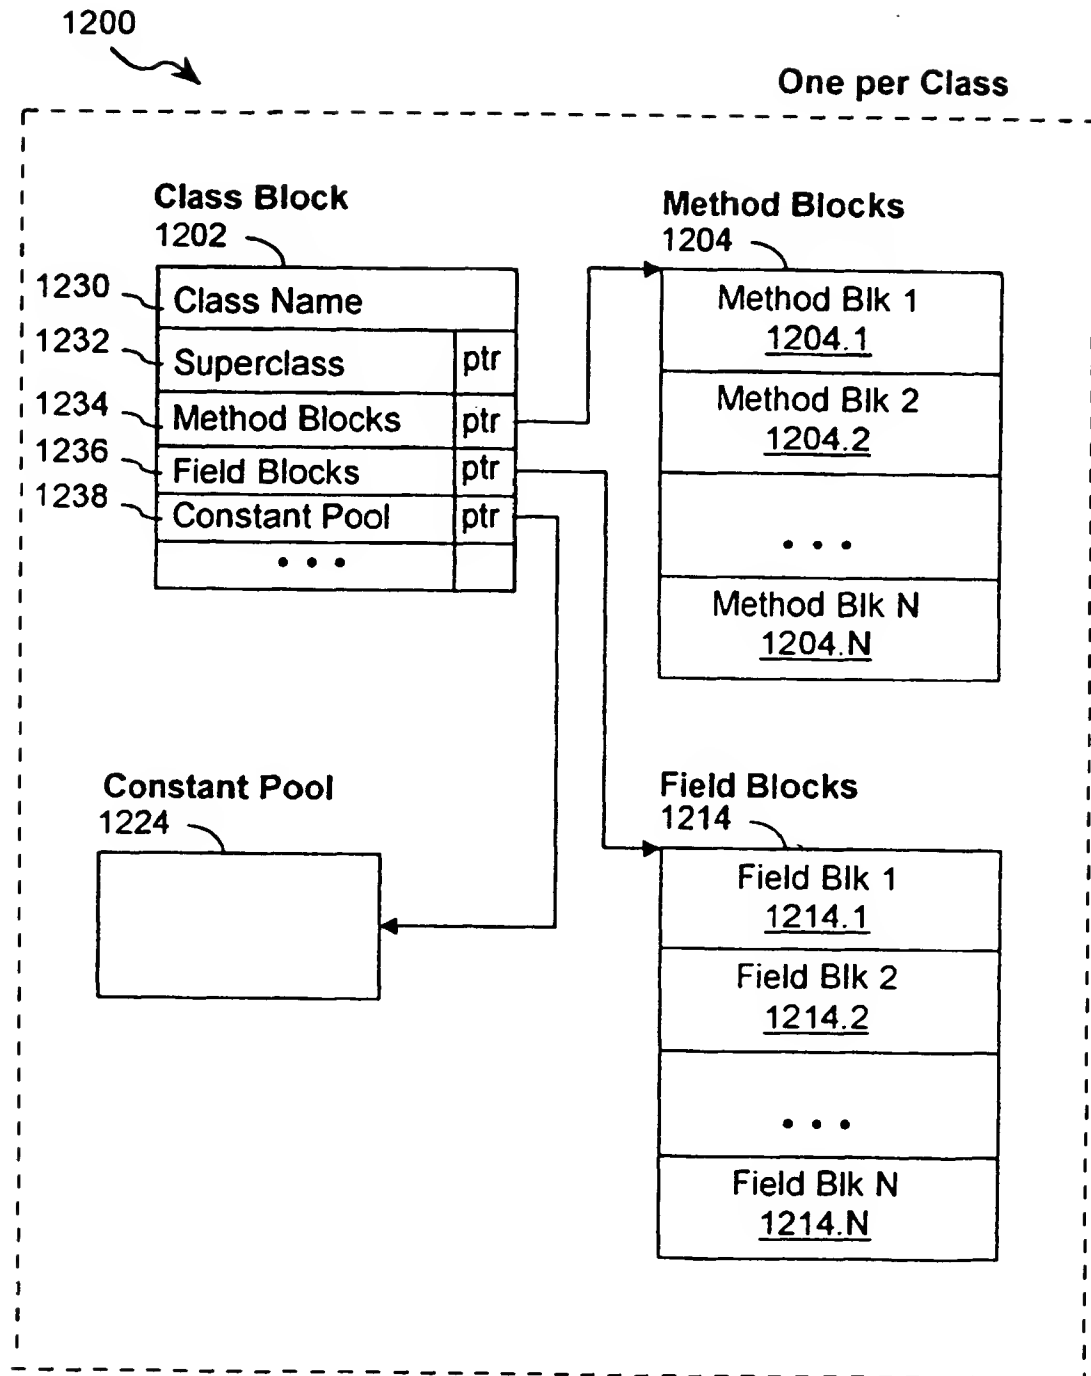 1200
One per Class
Class Block
1202
1230
Class Name
1232
Superclass ptr
1234
Method Blocks ptr
1236
Field Blocks ptr
1238
Constant Pool ptr
• • •
Method Blocks
1204
Method Blk 1
1204.1
Method Blk 2
1204.2
• • •
Method Blk N
1204.N
Constant Pool
1224
Field Blocks
1214
Field Blk 1
1214.1
Field Blk 2
1214.2
• • •
Field Blk N
1214.N